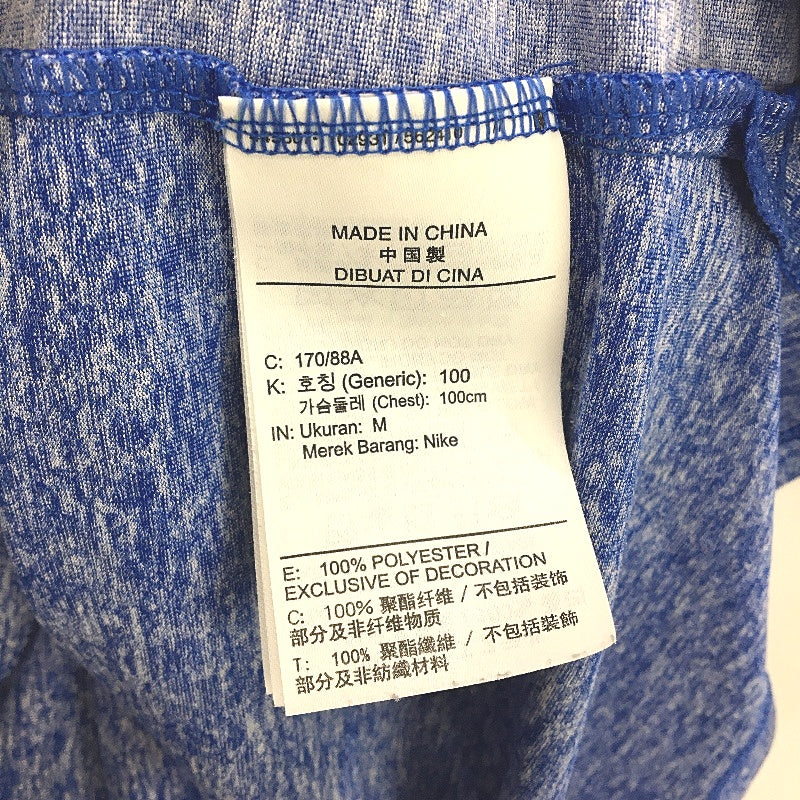 MADE IN CHINA
中国製
DIBUAT DI CINA
C: 170/88A
K: 호칭 (Generic): 100
가슴둘레 (Chest): 100cm
IN: Ukuran: M
Merek Barang: Nike
E: 100% POLYESTER /
EXCLUSIVE OF DECORATION
C: 100% 聚酯纤维 / 不包括装饰
部分及非纤维物质
T: 100% 聚酯纖維 / 不包括裝飾
部分及非紡織材料